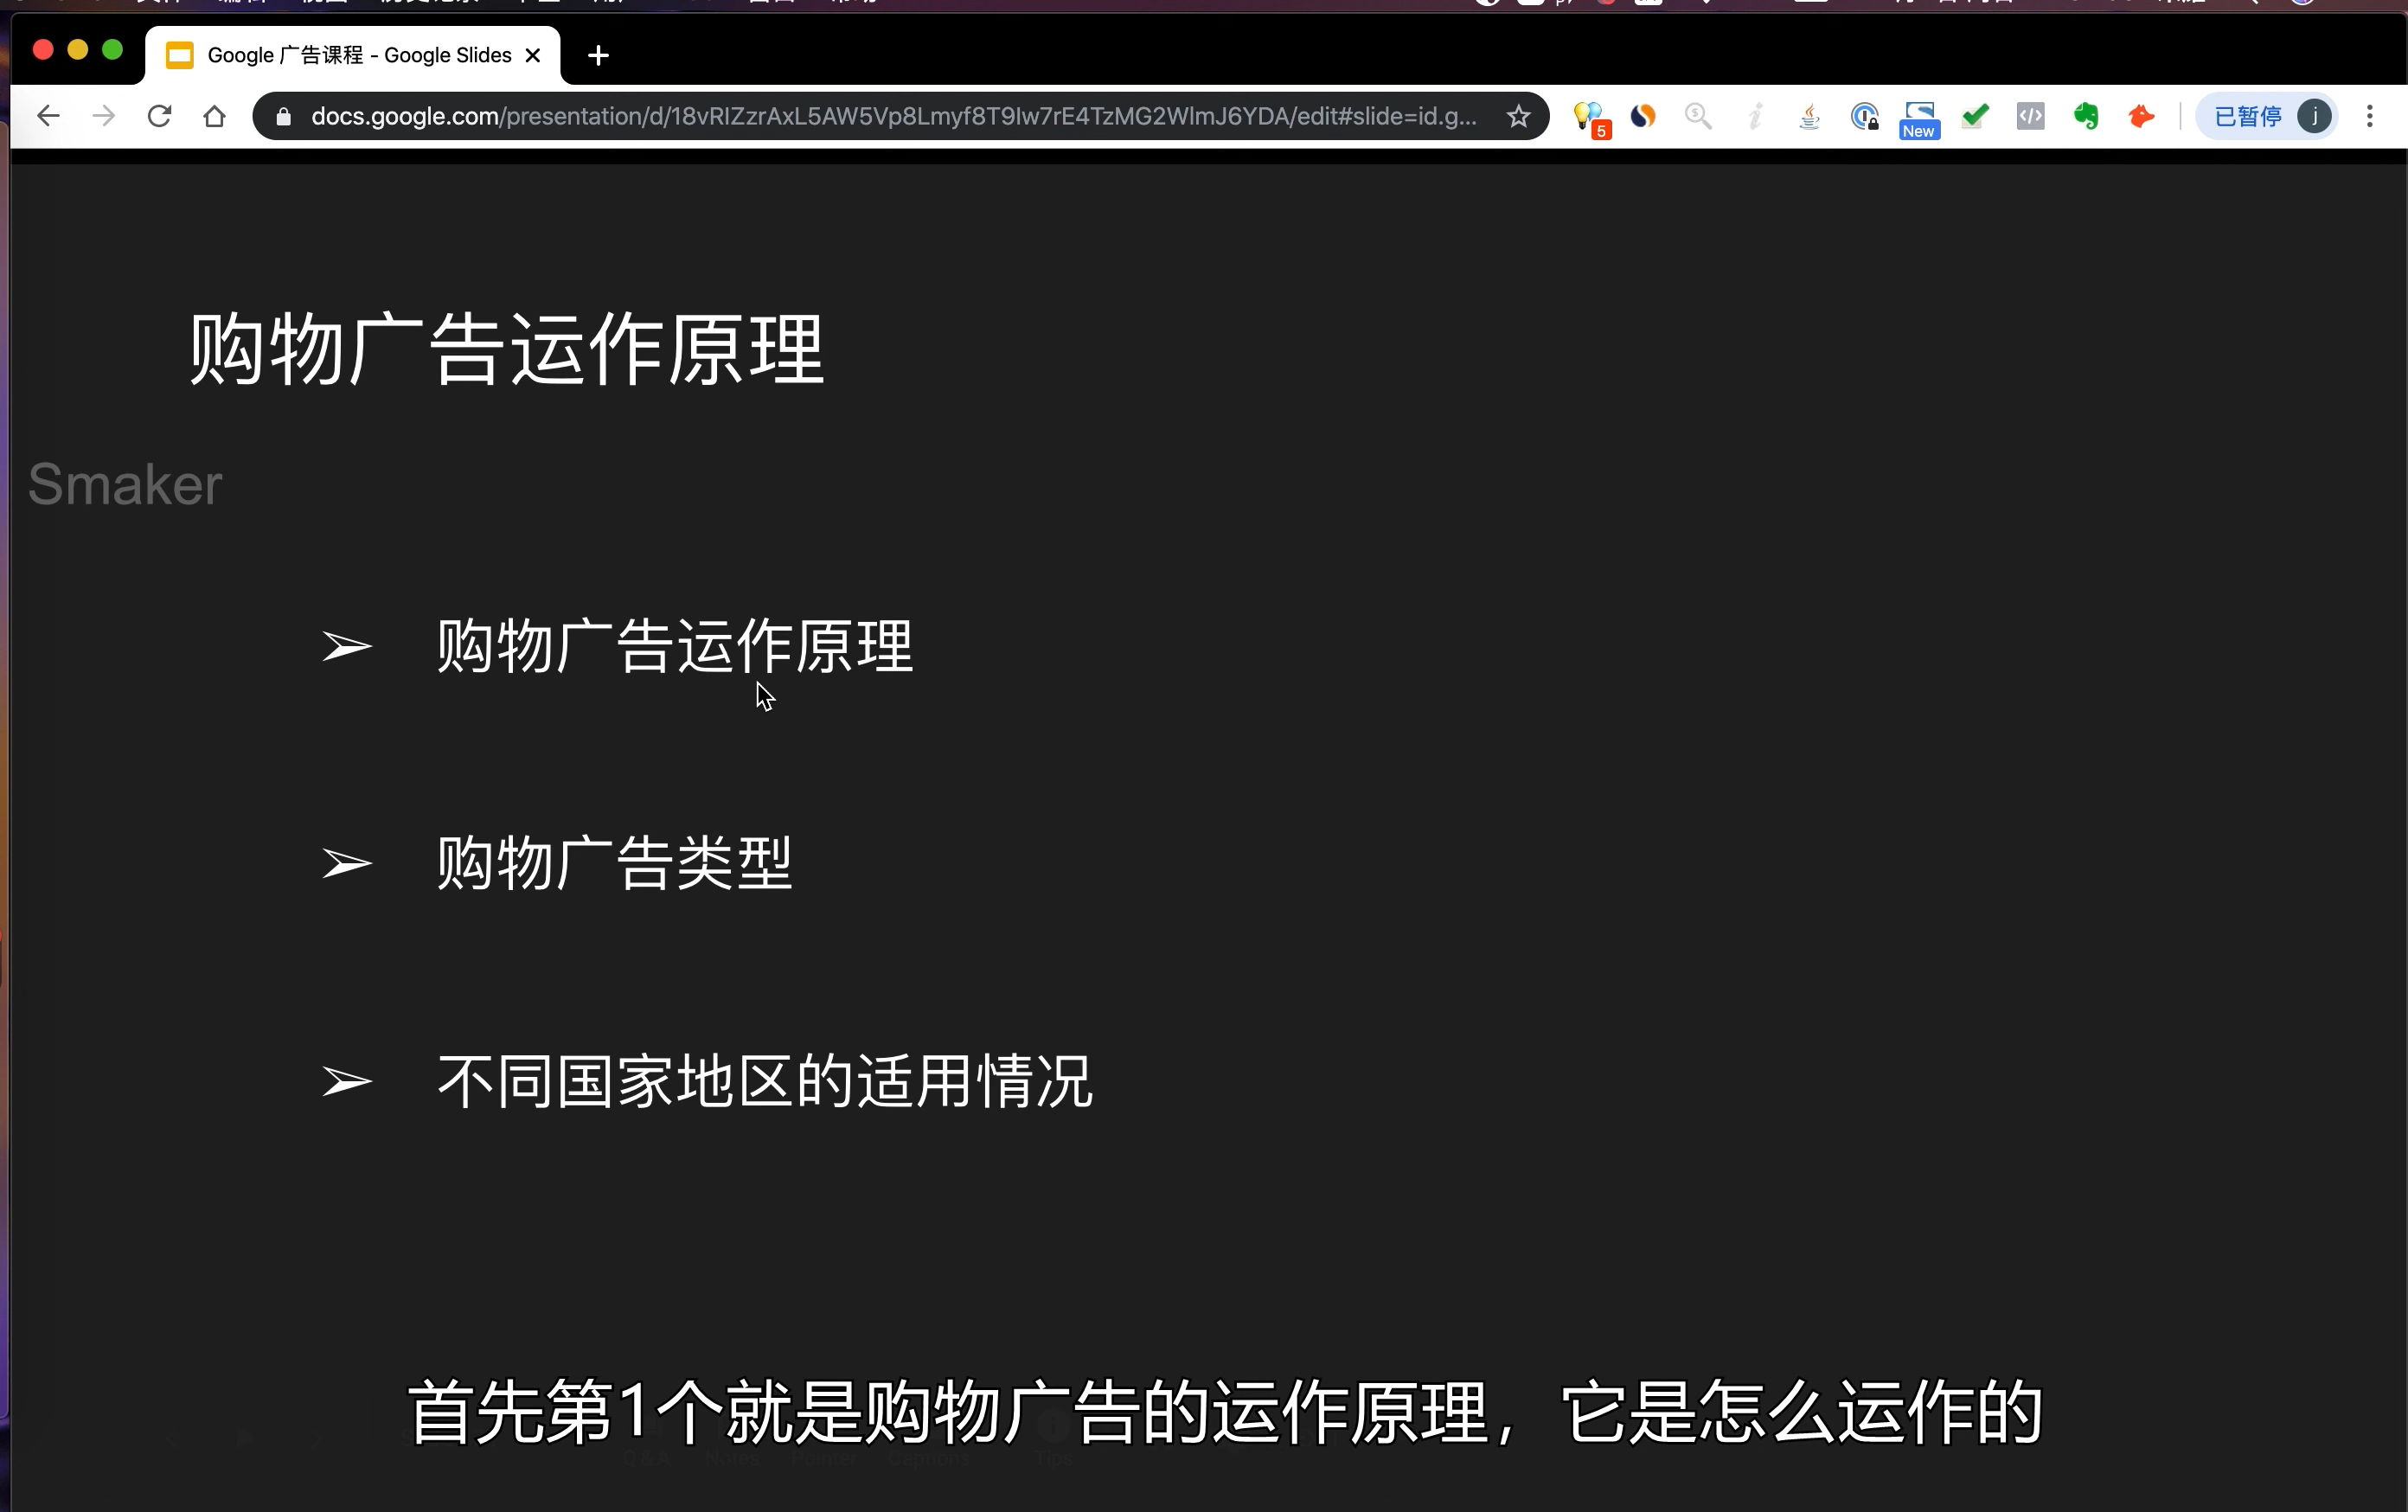 Google 广告课程 - Google Slides
docs.google.com/presentation/d/18vRIZzrAxL5AW5Vp8Lmyf8T9Iw7rE4TzMG2WlmJ6YDA/edit#slide=id.g...
5
New
已暂停
j
购物广告运作原理
Smaker
➢ 购物广告运作原理
➢ 购物广告类型
➢ 不同国家地区的适用情况
首先第1个就是购物广告的运作原理，它是怎么运作的